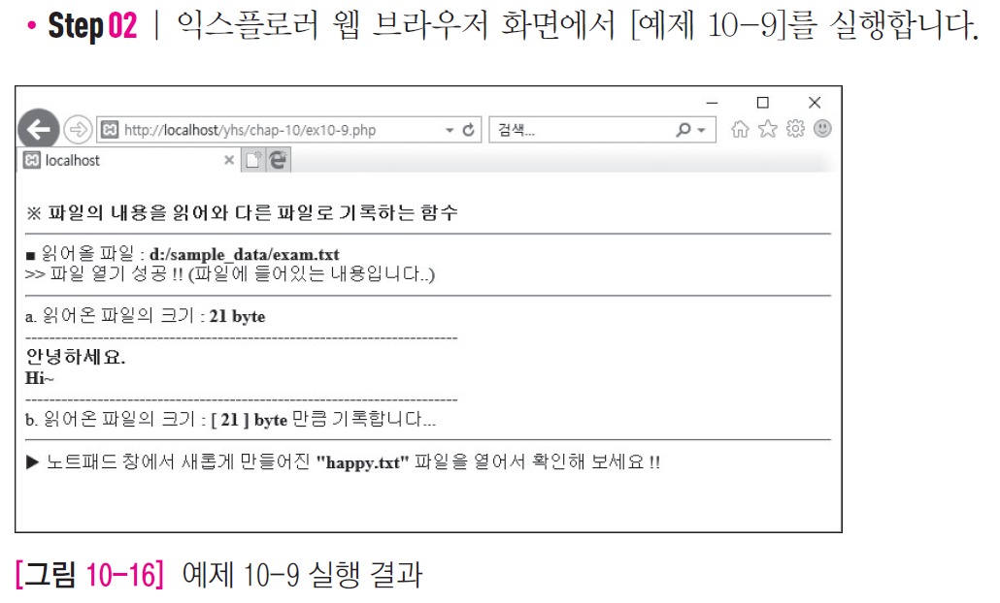 • Step 02 | 익스플로러 웹 브라우저 화면에서 [예제 10-9]를 실행합니다.
http://localhost/yhs/chap-10/ex10-9.php
검색...
localhost
※ 파일의 내용을 읽어와 다른 파일로 기록하는 함수
■ 읽어올 파일 : d:/sample_data/exam.txt
>> 파일 열기 성공 !! (파일에 들어있는 내용입니다..)
a. 읽어온 파일의 크기 : 21 byte
--------------------------------------------------------------------------
안녕하세요.
Hi~
--------------------------------------------------------------------------
b. 읽어온 파일의 크기 : [ 21 ] byte 만큼 기록합니다...
▶ 노트패드 창에서 새롭게 만들어진 "happy.txt" 파일을 열어서 확인해 보세요 !!
[그림 10-16] 예제 10-9 실행 결과